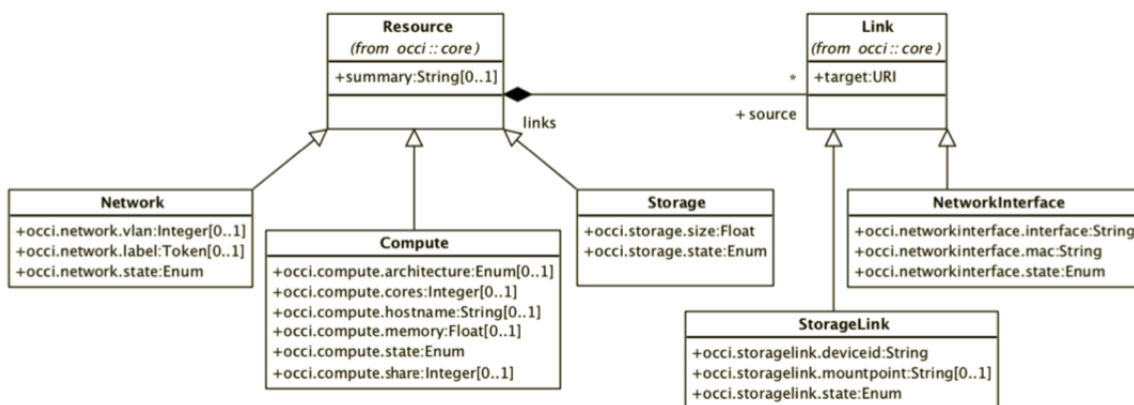 Resource
(from occi::core)
+summary:String[0..1]
Link
(from occi::core)
+target:URI
*
links
+ source
Network
+occi.network.vlan:Integer[0..1]
+occi.network.label:Token[0..1]
+occi.network.state:Enum
Compute
+occi.compute.architecture:Enum[0..1]
+occi.compute.cores:Integer[0..1]
+occi.compute.hostname:String[0..1]
+occi.compute.memory:Float[0..1]
+occi.compute.state:Enum
+occi.compute.share:Integer[0..1]
Storage
+occi.storage.size:Float
+occi.storage.state:Enum
NetworkInterface
+occi.networkinterface.interface:String
+occi.networkinterface.mac:String
+occi.networkinterface.state:Enum
StorageLink
+occi.storagelink.deviceid:String
+occi.storagelink.mountpoint:String[0..1]
+occi.storagelink.state:Enum